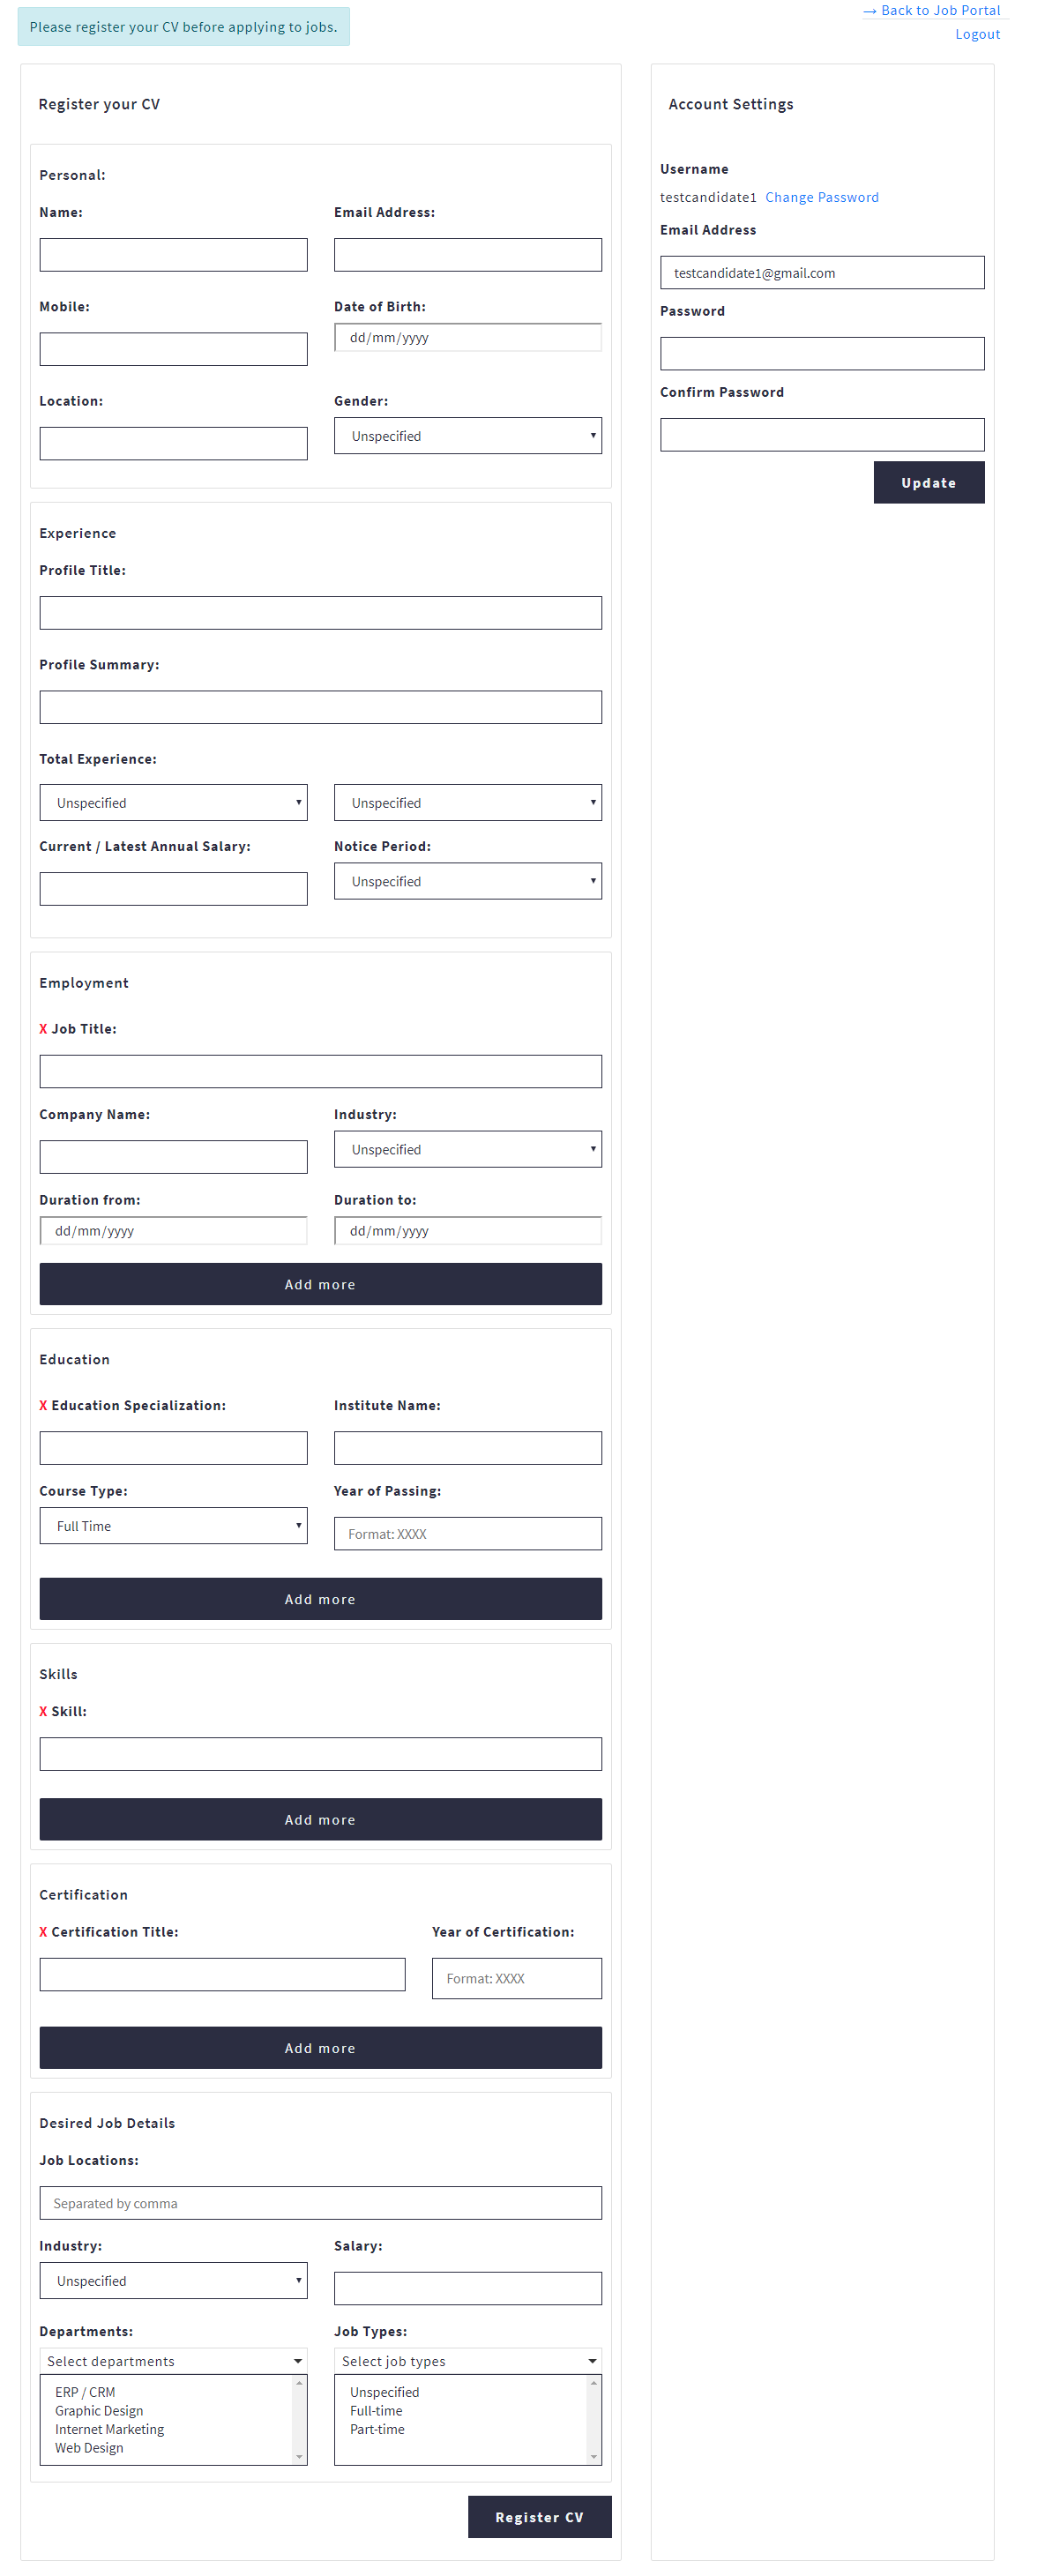 Please register your CV before applying to jobs.
→ Back to Job Portal
Logout
Register your CV
Personal:
Name:
Email Address:
Mobile:
Date of Birth:
dd/mm/yyyy
Location:
Gender:
Unspecified
Experience
Profile Title:
Profile Summary:
Total Experience:
Unspecified
Unspecified
Current / Latest Annual Salary:
Notice Period:
Unspecified
Employment
X Job Title:
Company Name:
Industry:
Unspecified
Duration from:
Duration to:
dd/mm/yyyy
dd/mm/yyyy
Add more
Education
X Education Specialization:
Institute Name:
Course Type:
Year of Passing:
Full Time
Format: XXXX
Add more
Skills
X Skill:
Add more
Certification
X Certification Title:
Year of Certification:
Format: XXXX
Add more
Desired Job Details
Job Locations:
Separated by comma
Industry:
Salary:
Unspecified
Departments:
Job Types:
Select departments
Select job types
ERP / CRM
Graphic Design
Internet Marketing
Web Design
Unspecified
Full-time
Part-time
Register CV
Account Settings
Username
testcandidate1 Change Password
Email Address
testcandidate1@gmail.com
Password
Confirm Password
Update